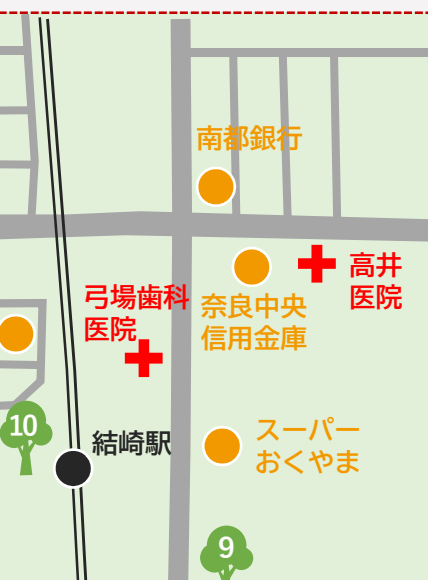 南都銀行
高井
医院
弓場歯科
医院
奈良中央
信用金庫
10
結崎駅
スーパー
おくやま
9